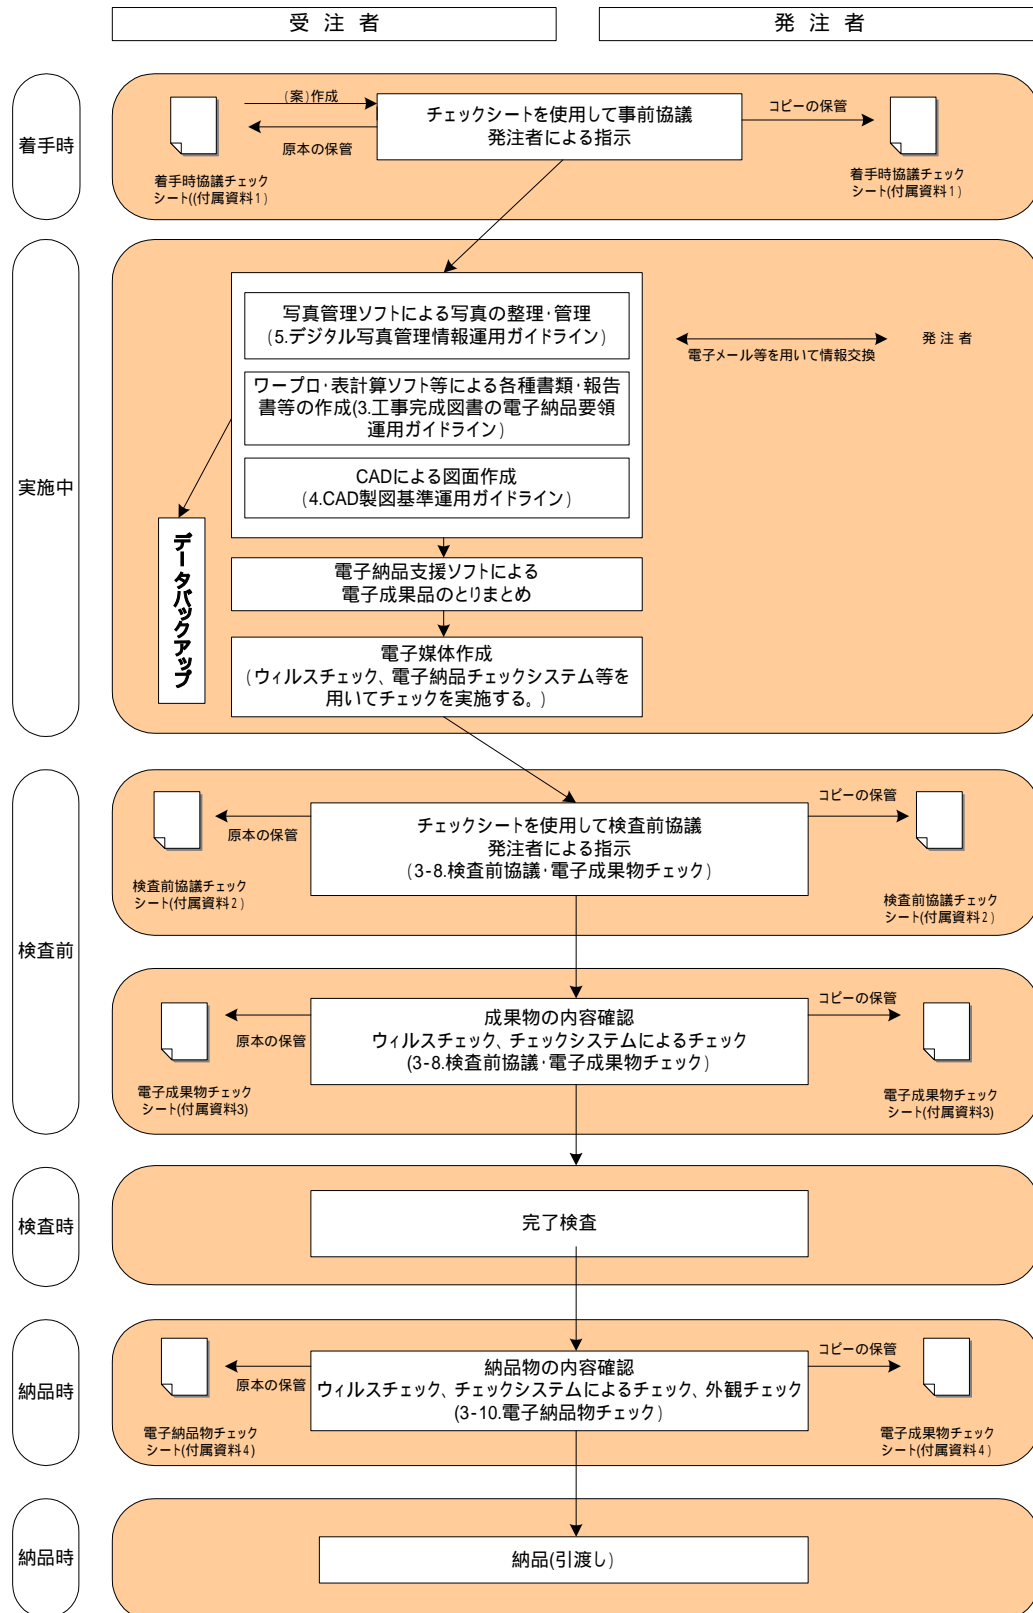 受 注 者
発 注 者
着手時
(案)作成
原本の保管
チェックシートを使用して事前協議
発注者による指示
コピーの保管
着手時協議チェック
シート((付属資料1)
着手時協議チェック
シート(付属資料1)
実施中
写真管理ソフトによる写真の整理・管理
(5.デジタル写真管理情報運用ガイドライン)
ワープロ・表計算ソフト等による各種書類・報告
書等の作成(3.工事完成図書の電子納品要領
運用ガイドライン)
CADによる図面作成
(4.CAD製図基準運用ガイドライン)
電子メール等を用いて情報交換
発 注 者
データバックアップ
電子納品支援ソフトによる
電子成果品のとりまとめ
電子媒体作成
(ウィルスチェック、電子納品チェックシステム等を
用いてチェックを実施する。)
検査前
原本の保管
チェックシートを使用して検査前協議
発注者による指示
(3-8.検査前協議・電子成果物チェック)
コピーの保管
検査前協議チェック
シート(付属資料2)
検査前協議チェック
シート(付属資料2)
原本の保管
成果物の内容確認
ウィルスチェック、チェックシステムによるチェック
(3-8.検査前協議・電子成果物チェック)
コピーの保管
電子成果物チェック
シート(付属資料3)
電子成果物チェック
シート(付属資料3)
検査時
完了検査
納品時
原本の保管
納品物の内容確認
ウィルスチェック、チェックシステムによるチェック、外観チェック
(3-10.電子納品物チェック)
コピーの保管
電子納品物チェック
シート(付属資料4)
電子成果物チェック
シート(付属資料4)
納品時
納品(引渡し)